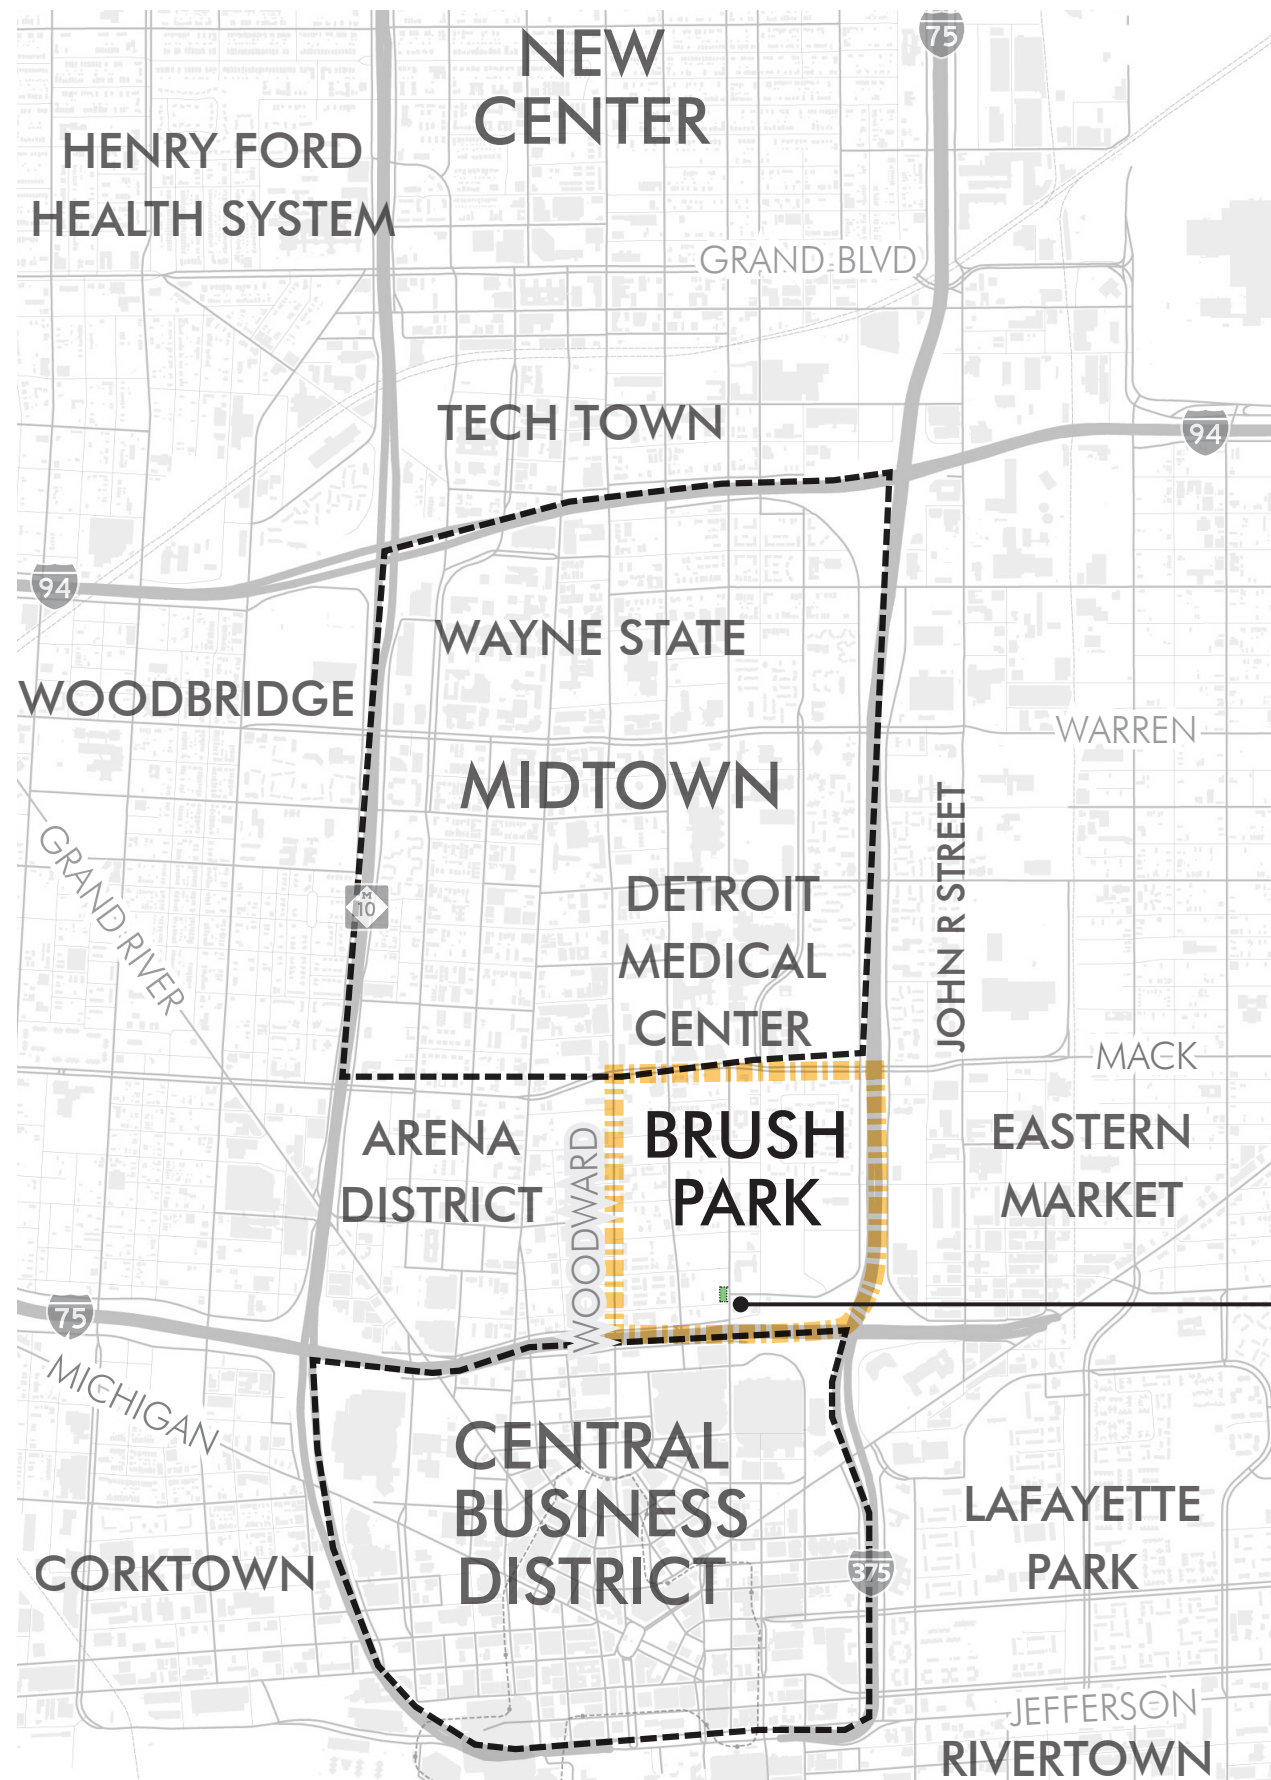 75
NEW
CENTER
HENRY FORD
HEALTH SYSTEM
GRAND BLVD
TECH TOWN
94
94
WAYNE STATE
WOODBRIDGE
WARREN
MIDTOWN
JOHN R STREET
GRAND RIVER
DETROIT
MEDICAL
CENTER
M
10
MACK
ARENA
DISTRICT
WOODWARD
BRUSH
PARK
EASTERN
MARKET
75
MICHIGAN
CENTRAL
BUSINESS
DISTRICT
LAFAYETTE
PARK
CORKTOWN
375
JEFFERSON
RIVERTOWN